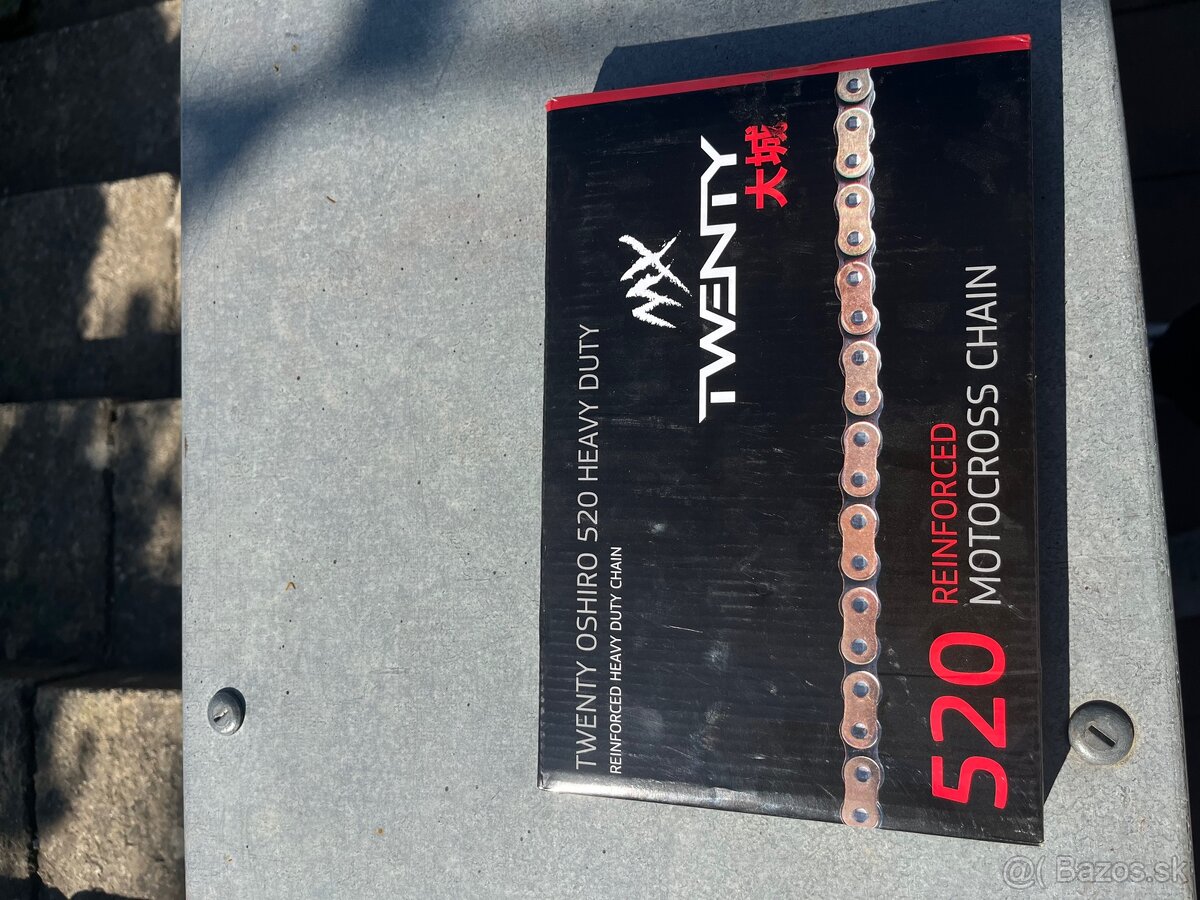 TWENTY OSHIRO 520 HEAVY DUTY
REINFORCED HEAVY DUTY CHAIN
MX
TWENTY
大城
520 REINFORCED
MOTOCROSS CHAIN
@( Bazos.sk